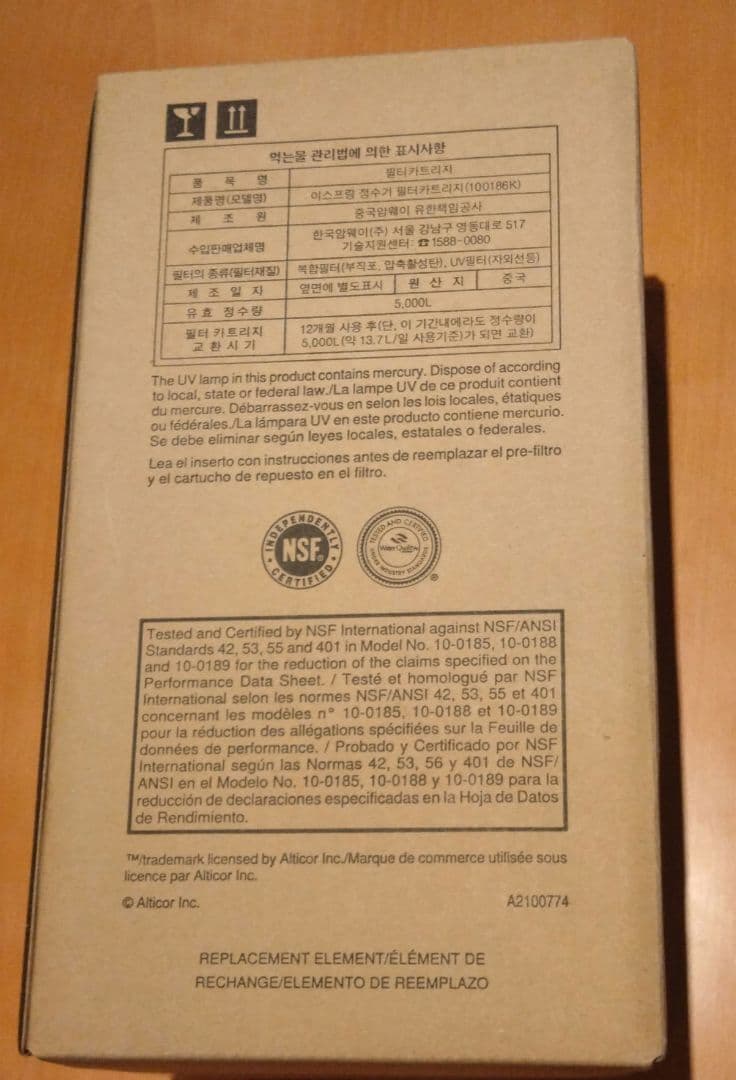 먹는물 관리법에 의한 표시사항
품 목 명 필터카트리지
제품명(모델명) 이스프링 정수기 필터카트리지(100186K)
제 조 원 중국암웨이 유한책임공사
수입판매업체명 한국암웨이(주) 서울 강남구 영동대로 517
기술지원센터: ☎1588-0080
필터의 종류(필터재질) 복합필터(부직포, 압축활성탄), UV필터(자외선등)
제 조 일 자 옆면에 별도표시 원 산 지 중국
유 효 정 수 량 5,000L
필터 카트리지 12개월 사용 후(단, 이 기간내에라도 정수량이
교 환 시 기 5,000L(약 13.7L/일 사용기준)가 되면 교환)
The UV lamp in this product contains mercury. Dispose of according
to local, state or federal law./La lampe UV de ce produit contient
du mercure. Débarrassez-vous en selon les lois locales, étatiques
ou fédérales./La lámpara UV en este producto contiene mercurio.
Se debe eliminar según leyes locales, estatales o federales.
Lea el inserto con instrucciones antes de reemplazar el pre-filtro
y el cartucho de repuesto en el filtro.
INDEPENDENTLY
NSF®
CERTIFIED
TESTED AND CERTIFIED
Water Quality
UNDER INDUSTRY STANDARDS
®
Tested and Certified by NSF International against NSF/ANSI
Standards 42, 53, 55 and 401 in Model No. 10-0185, 10-0188
and 10-0189 for the reduction of the claims specified on the
Performance Data Sheet. / Testé et homologué par NSF
International selon les normes NSF/ANSI 42, 53, 55 et 401
concernant les modèles n° 10-0185, 10-0188 et 10-0189
pour la réduction des allégations spécifiées sur la Feuille de
données de performance. / Probado y Certificado por NSF
International según las Normas 42, 53, 56 y 401 de NSF/
ANSI en el Modelo No. 10-0185, 10-0188 y 10-0189 para la
reducción de declaraciones especificadas en la Hoja de Datos
de Rendimiento.
™/trademark licensed by Alticor Inc./Marque de commerce utilisée sous
licence par Alticor Inc.
© Alticor Inc. A2100774
REPLACEMENT ELEMENT/ÉLÉMENT DE
RECHANGE/ELEMENTO DE REEMPLAZO